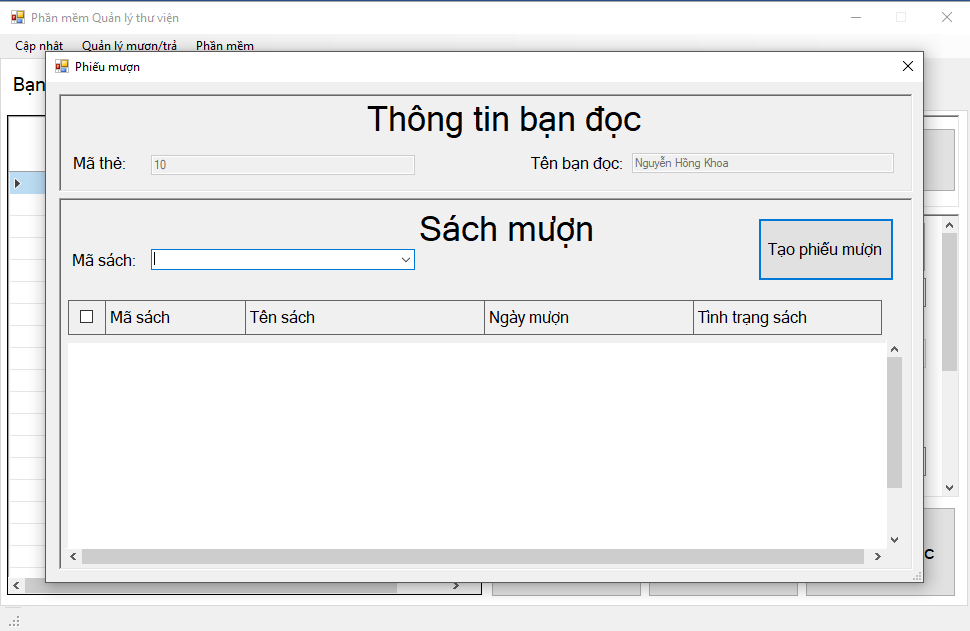 Phần mềm Quản lý thư viện
Cập nhật Quản lý mươn/trả Phần mềm
Bạn
Phiếu mượn
Thông tin bạn đọc
Mã thẻ: 10 Tên bạn đọc: Nguyễn Hồng Khoa
Sách mượn
Tạo phiếu mượn
Mã sách:
Mã sách Tên sách Ngày mượn Tình trạng sách
c